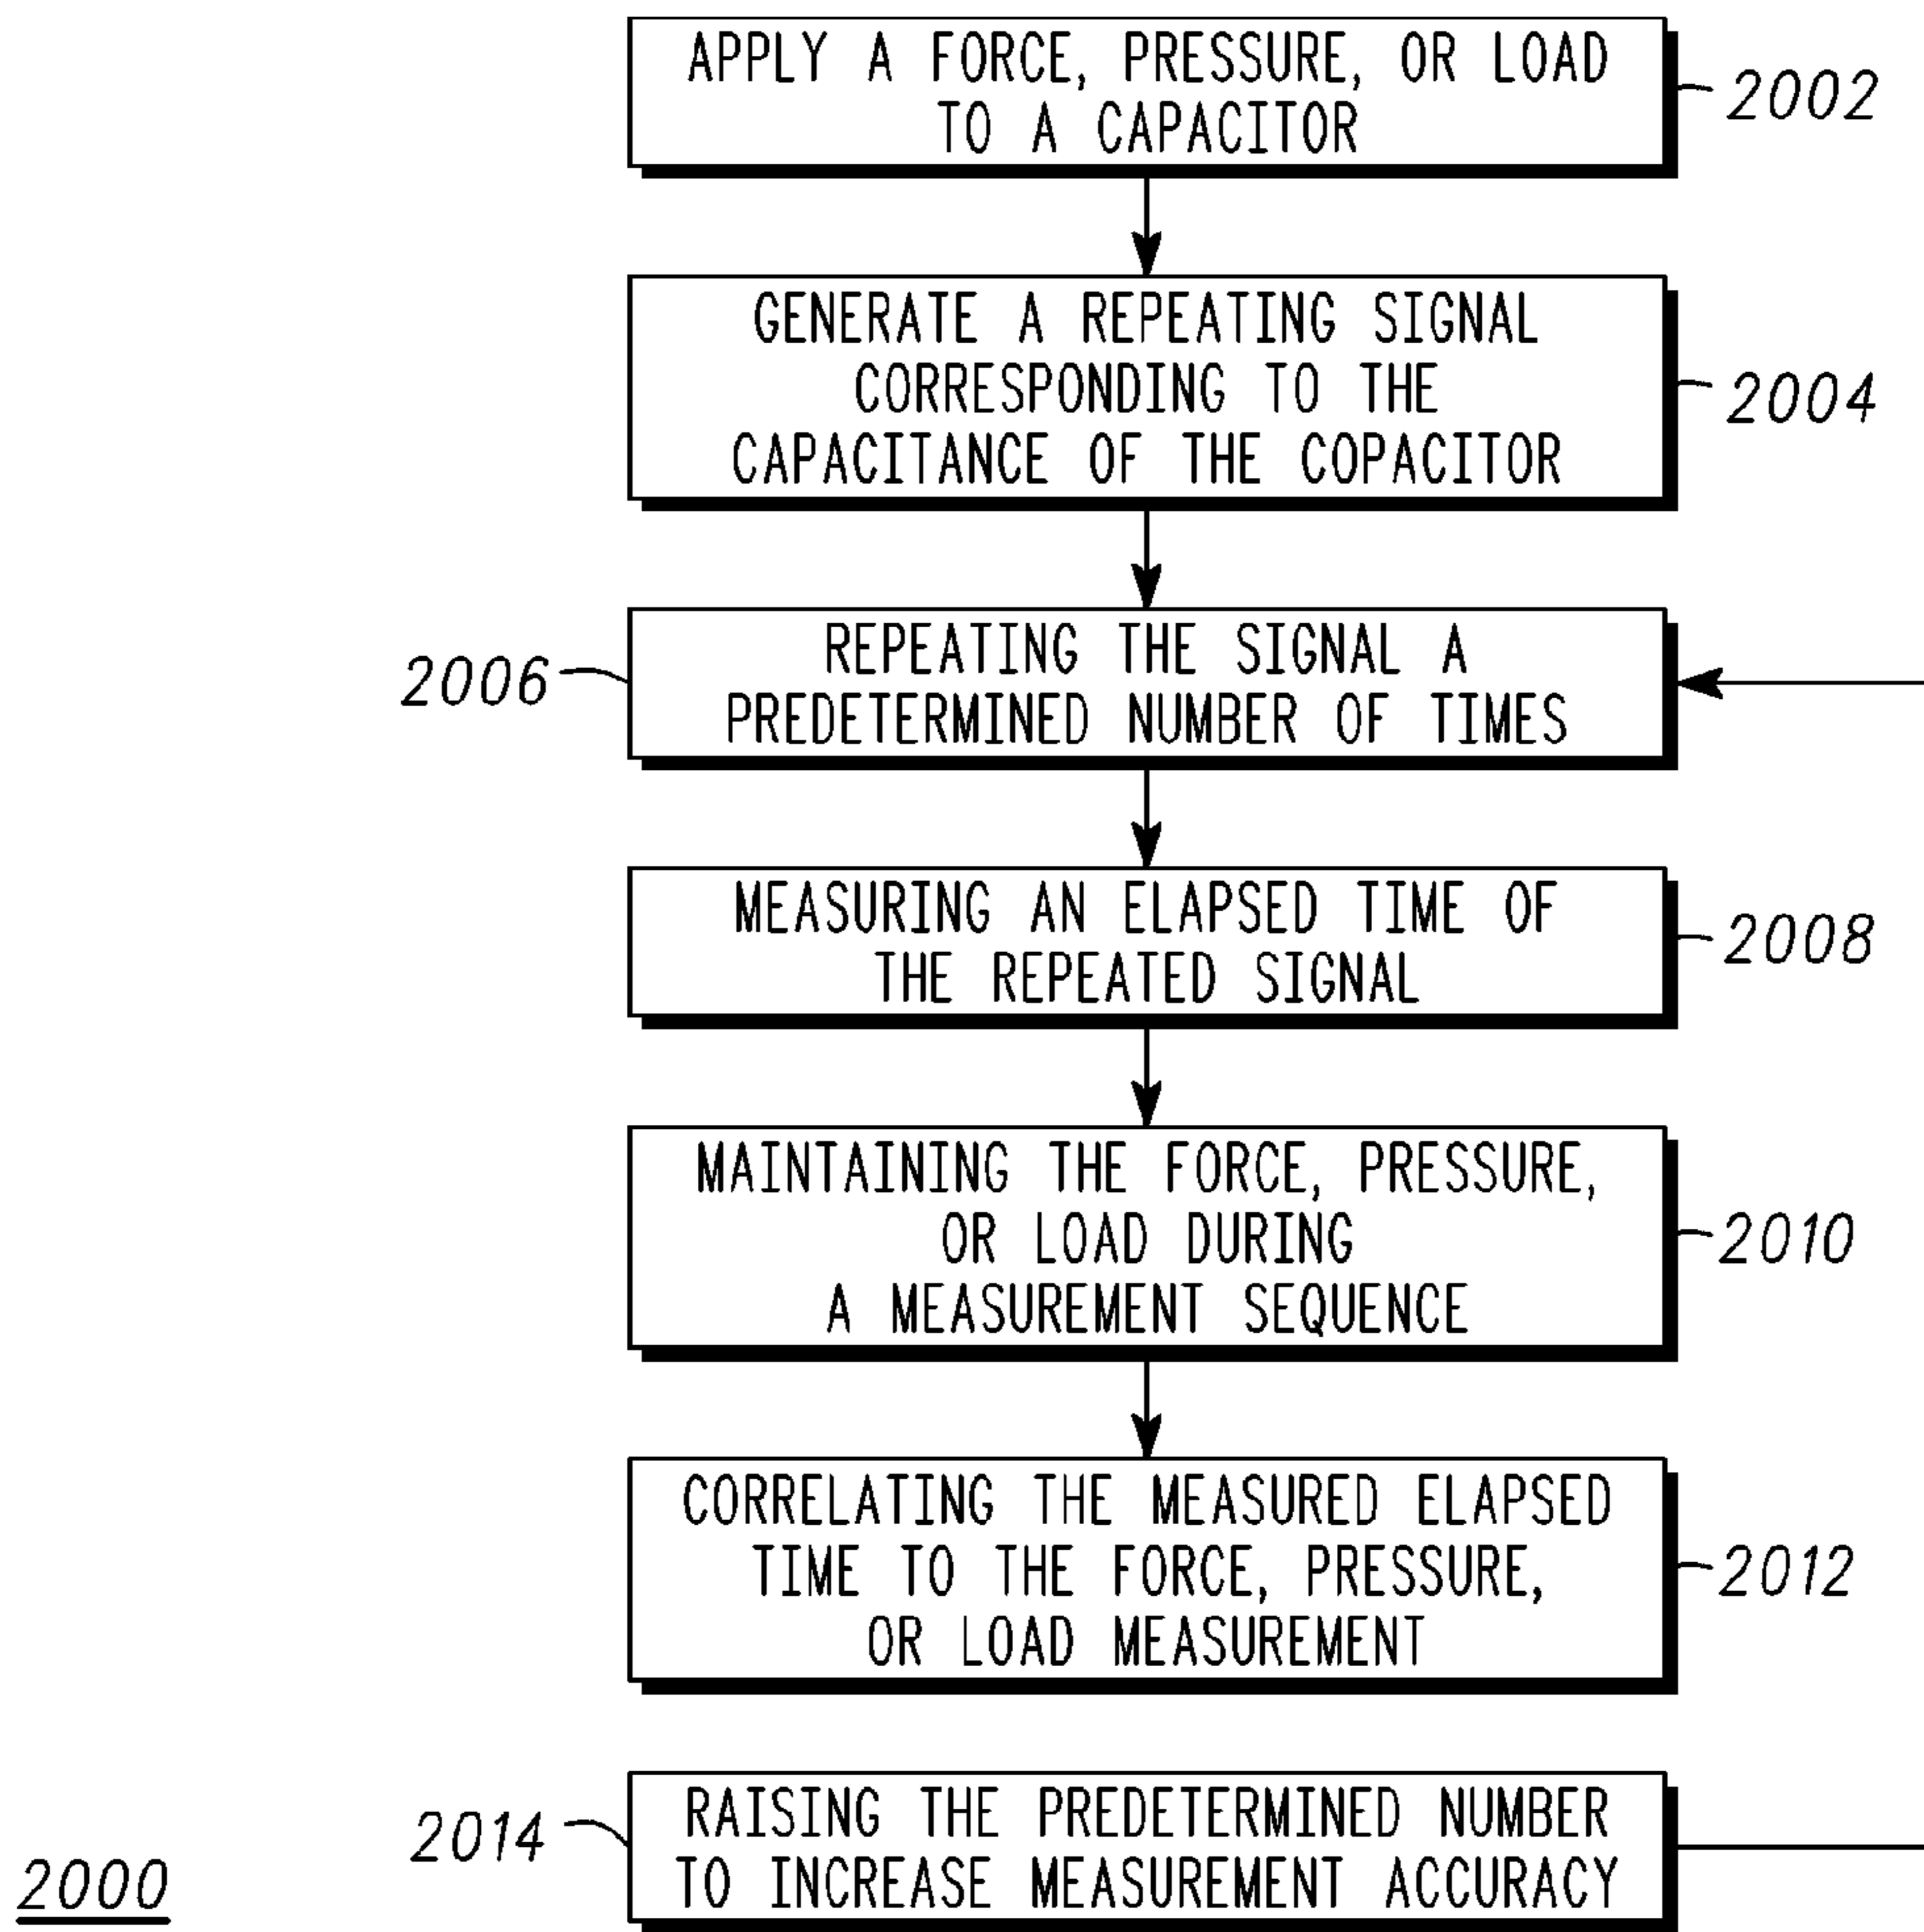 APPLY A FORCE, PRESSURE, OR LOAD
TO A CAPACITOR
2002
GENERATE A REPEATING SIGNAL
CORRESPONDING TO THE
CAPACITANCE OF THE COPACITOR
2004
REPEATING THE SIGNAL A
PREDETERMINED NUMBER OF TIMES
2006
MEASURING AN ELAPSED TIME OF
THE REPEATED SIGNAL
2008
MAINTAINING THE FORCE, PRESSURE,
OR LOAD DURING
A MEASUREMENT SEQUENCE
2010
CORRELATING THE MEASURED ELAPSED
TIME TO THE FORCE, PRESSURE,
OR LOAD MEASUREMENT
2012
RAISING THE PREDETERMINED NUMBER
TO INCREASE MEASUREMENT ACCURACY
2014
2000